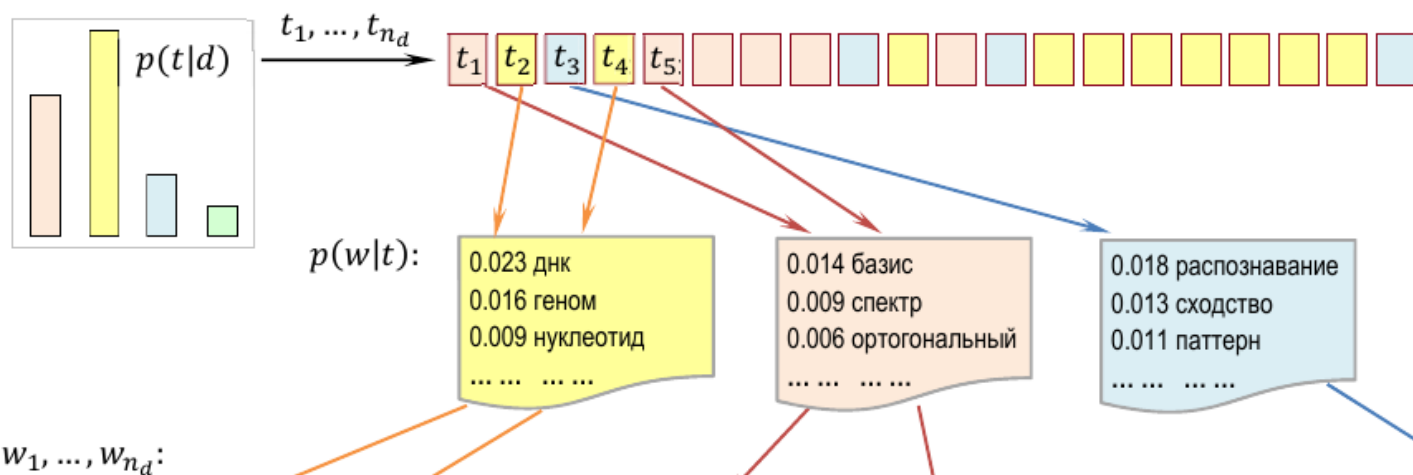 t₁, …, t_{n_d}
p(t|d)
t₁ t₂ t₃ t₄ t₅:
p(w|t):
0.023 днк
0.016 геном
0.009 нуклеотид
… … … …
0.014 базис
0.009 спектр
0.006 ортогональный
… … … …
0.018 распознавание
0.013 сходство
0.011 паттерн
… … … …
w₁, …, w_{n_d}: